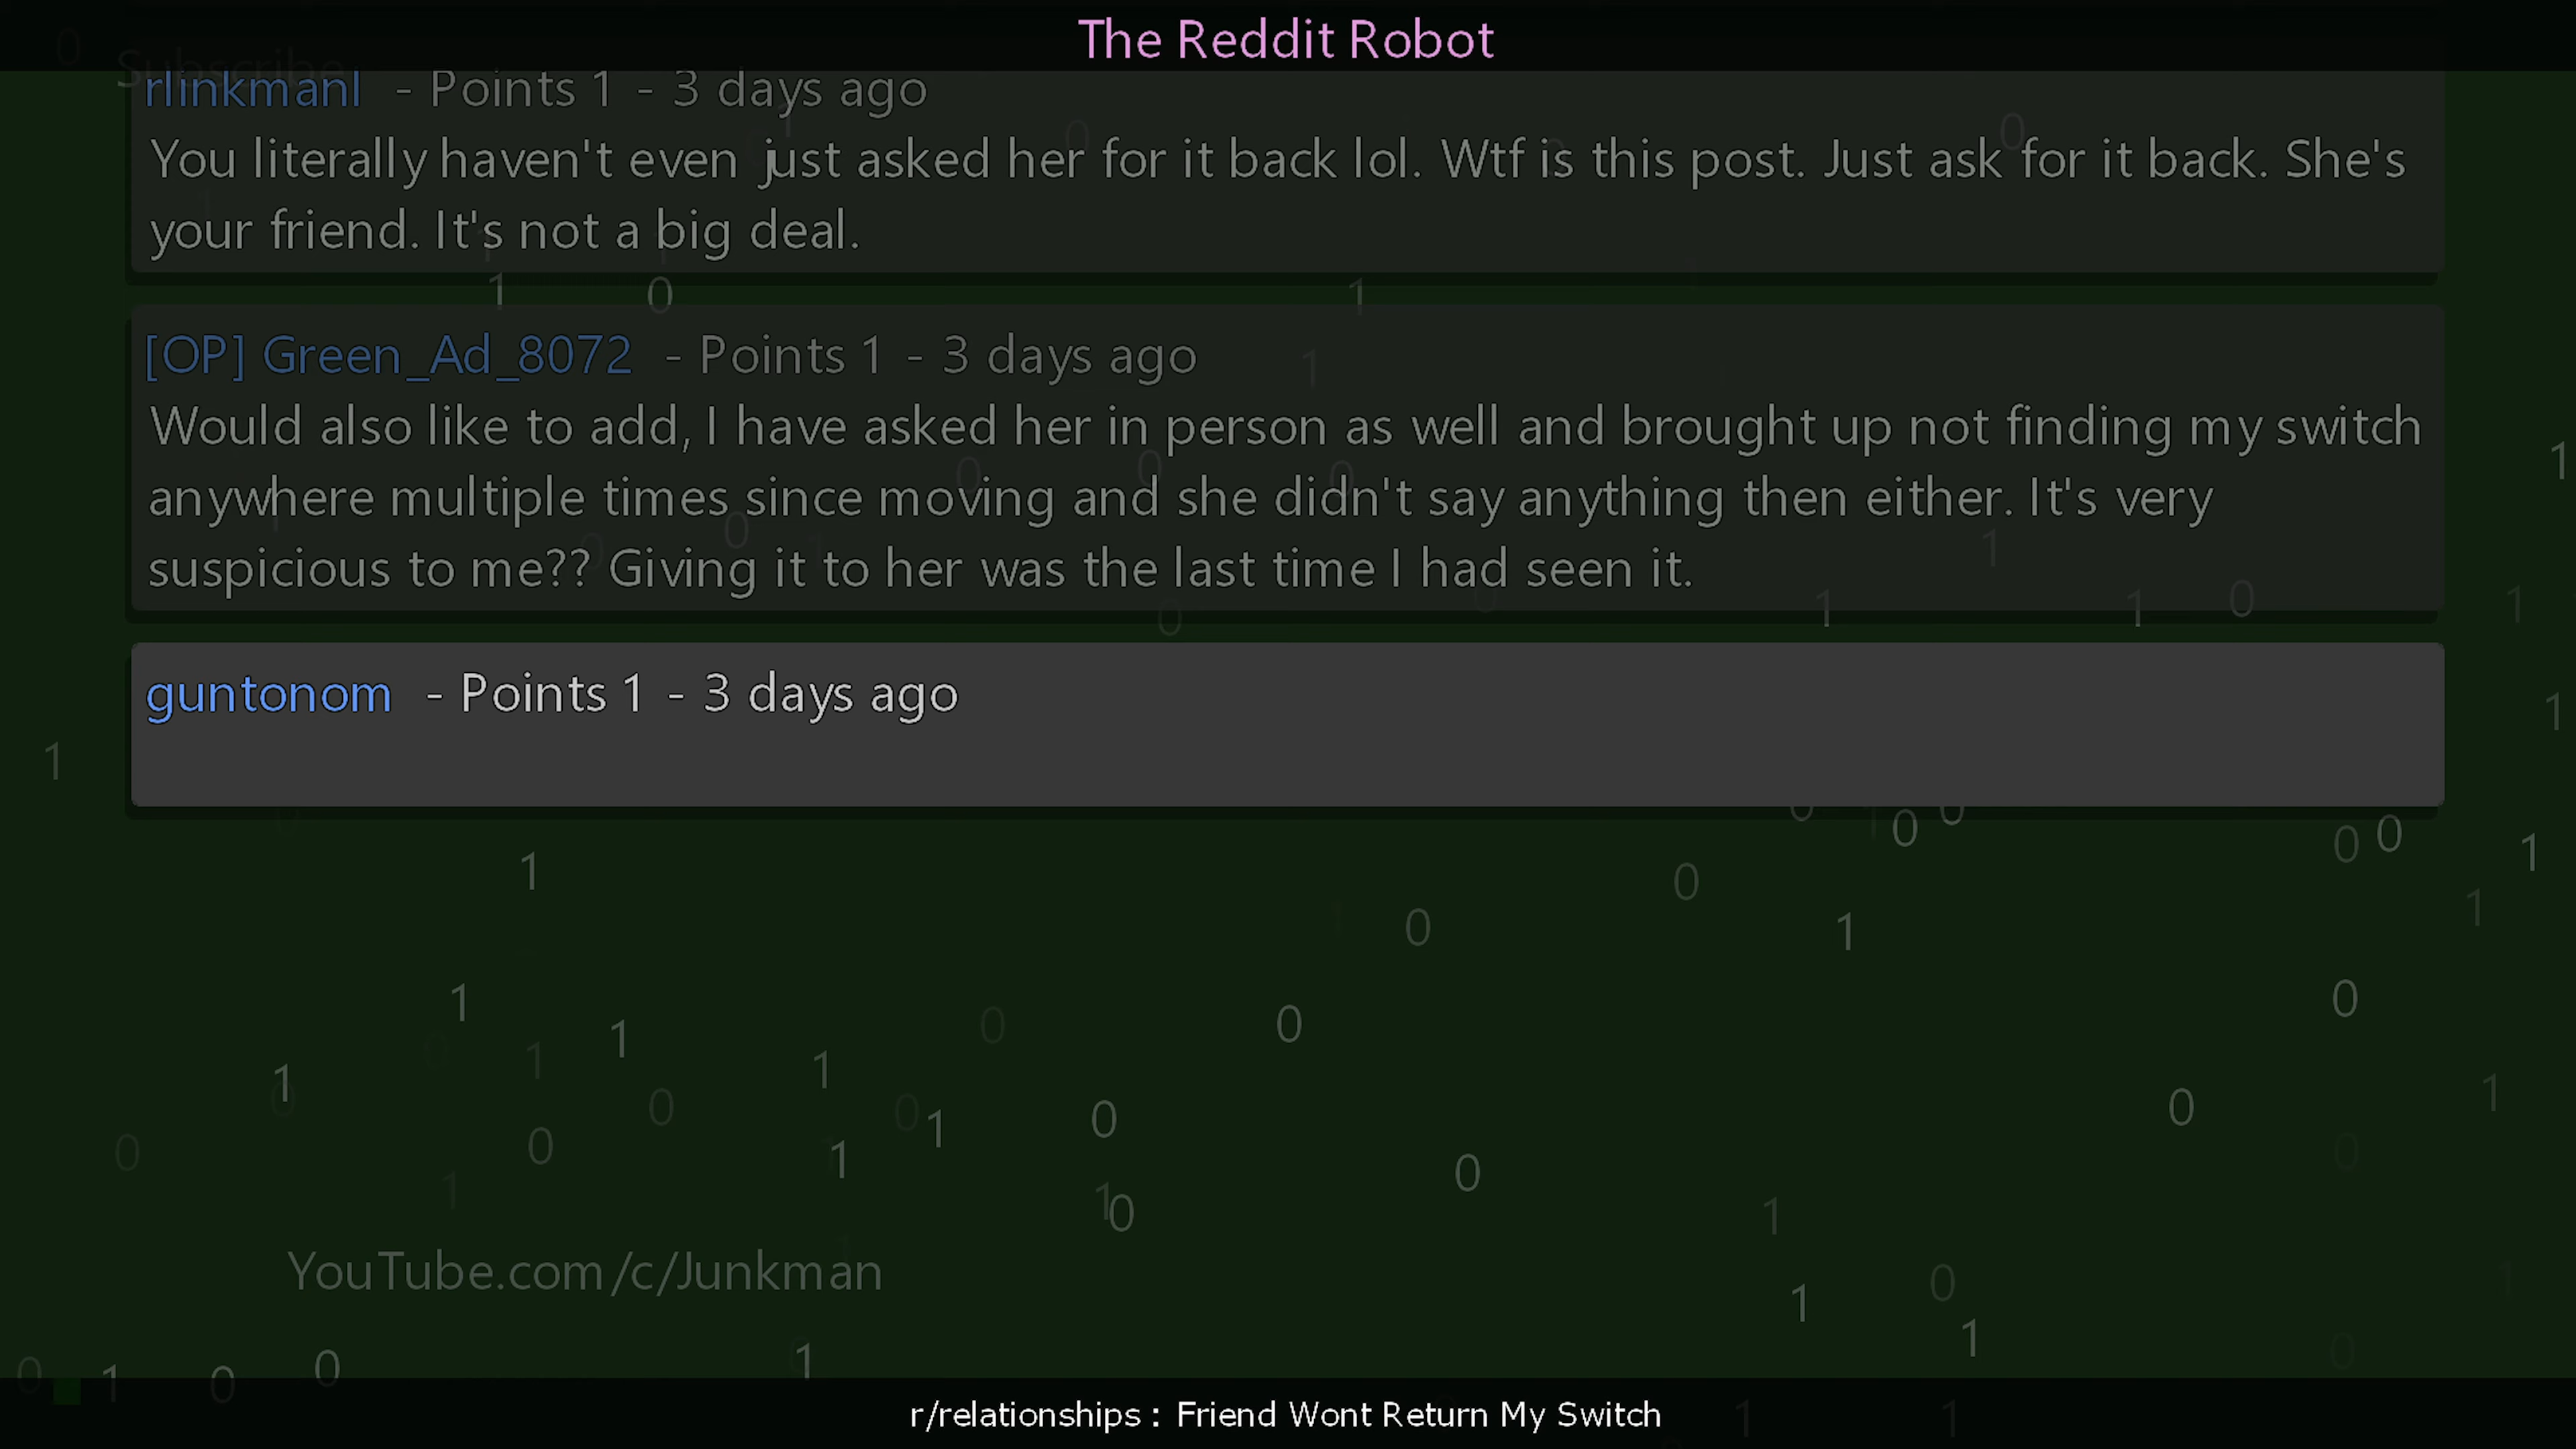 The Reddit Robot
Subscribe
rlinkmanl - Points 1 - 3 days ago
You literally haven't even just asked her for it back lol. Wtf is this post. Just ask for it back. She's
your friend. It's not a big deal.
[OP] Green_Ad_8072 - Points 1 - 3 days ago
Would also like to add, I have asked her in person as well and brought up not finding my switch
anywhere multiple times since moving and she didn't say anything then either. It's very
suspicious to me?? Giving it to her was the last time I had seen it.
guntonom - Points 1 - 3 days ago
YouTube.com/c/Junkman
r/relationships : Friend Wont Return My Switch